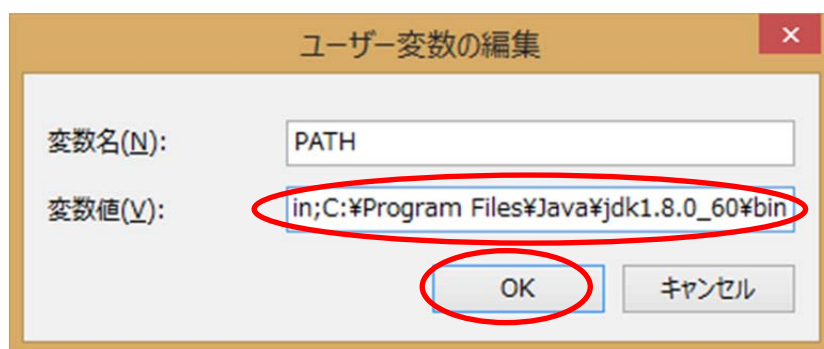 ユーザー変数の編集
×
変数名(N):
PATH
変数値(V):
in;C:¥Program Files¥Java¥jdk1.8.0_60¥bin
OK
キャンセル